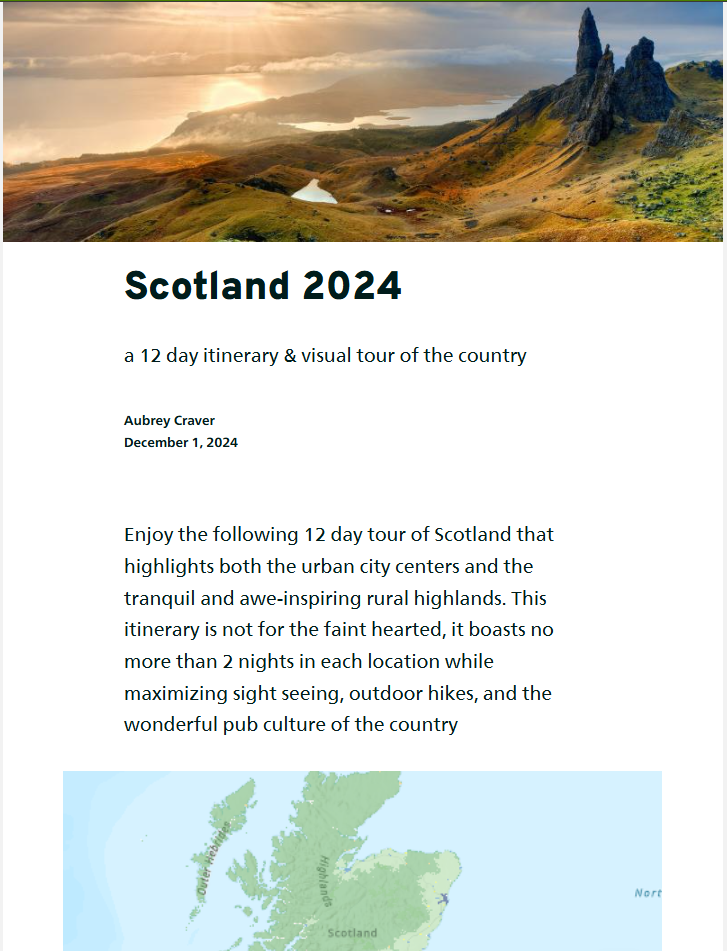 Scotland 2024
a 12 day itinerary & visual tour of the country
Aubrey Craver
December 1, 2024
Enjoy the following 12 day tour of Scotland that
highlights both the urban city centers and the
tranquil and awe-inspiring rural highlands. This
itinerary is not for the faint hearted, it boasts no
more than 2 nights in each location while
maximizing sight seeing, outdoor hikes, and the
wonderful pub culture of the country
Outer Hebrides
Highlands
Nort
Scotland